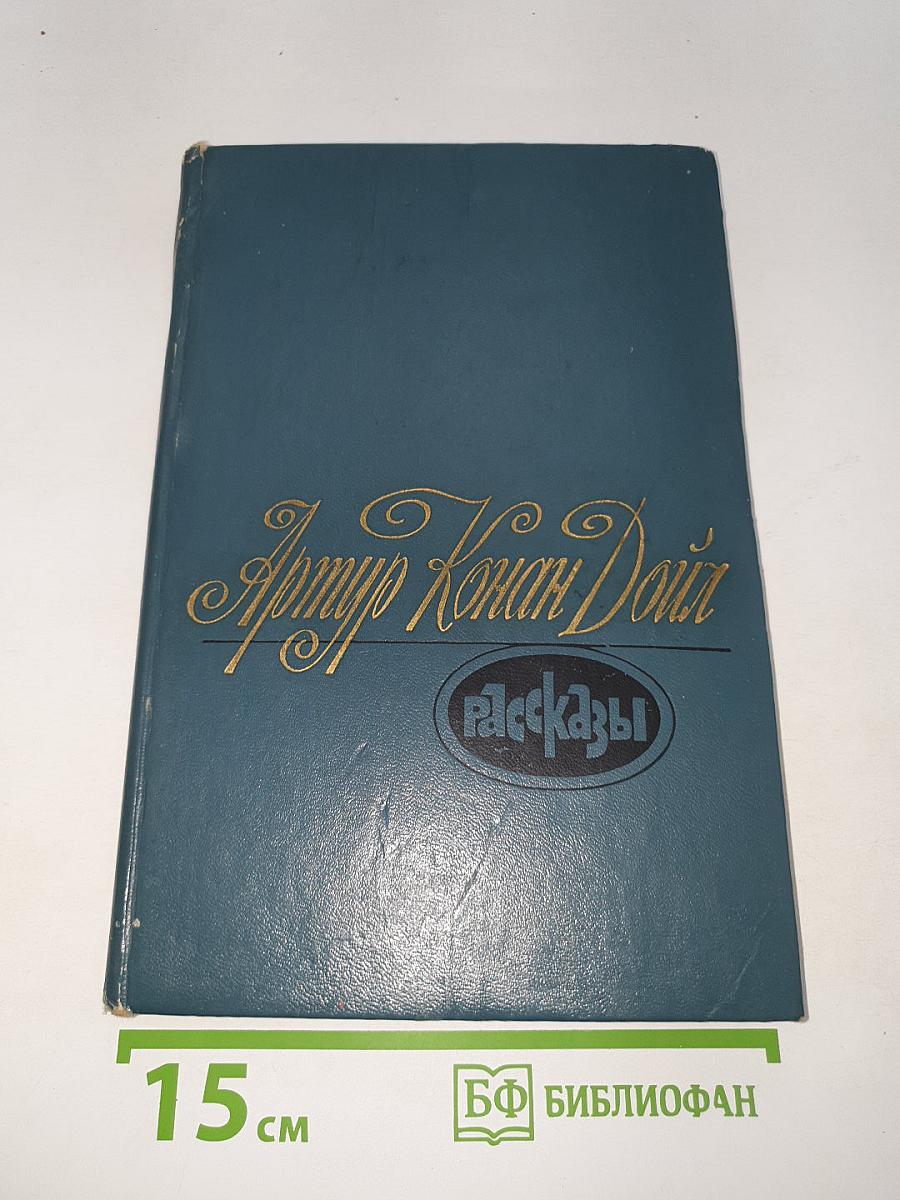 Артур Конан Дойл
рассказы
15 см
БФ БИБЛИОФАН